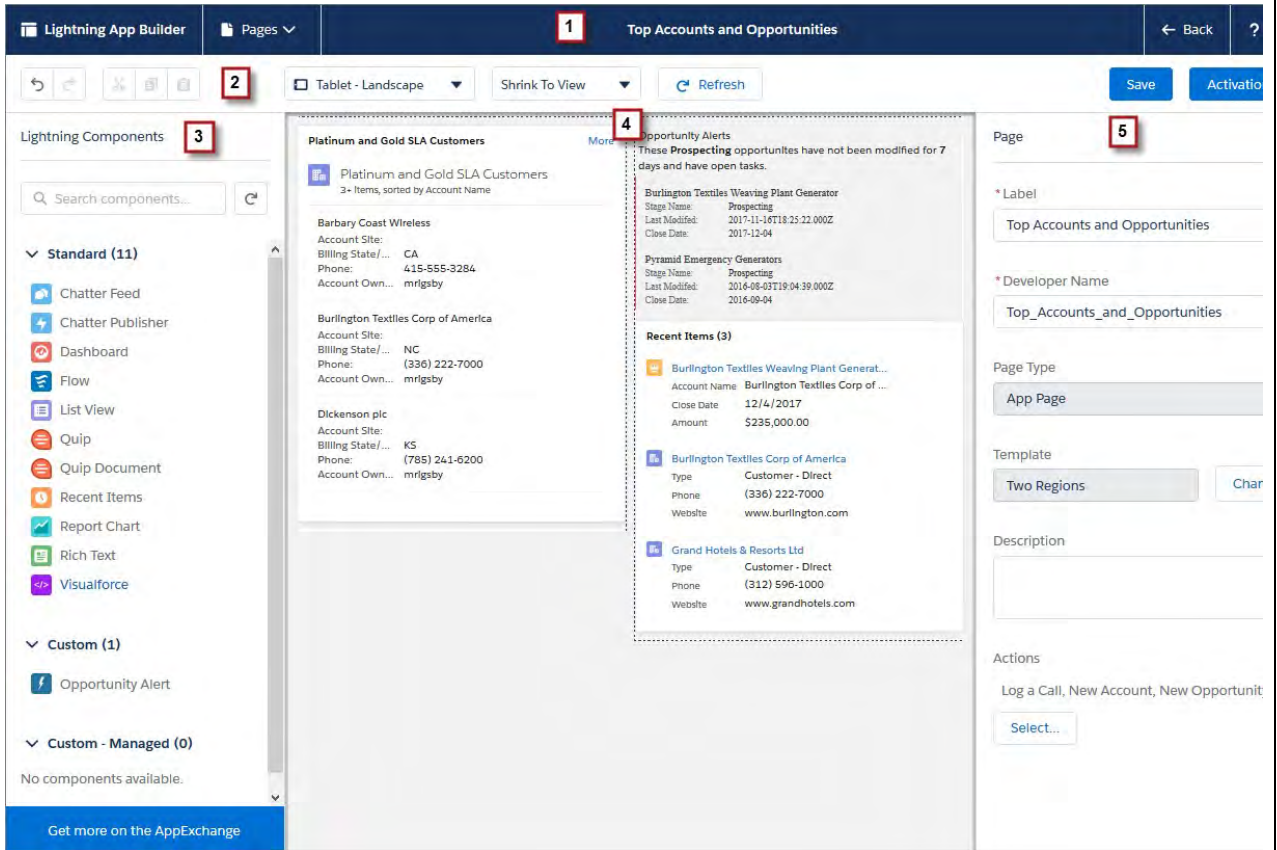 Lightning App Builder
Pages
1
Top Accounts and Opportunities
Back
?
2
Tablet - Landscape
Shrink To View
Refresh
Save
Activatio
Lightning Components
3
Search components...
Standard (11)
Chatter Feed
Chatter Publisher
Dashboard
Flow
List View
Quip
Quip Document
Recent Items
Report Chart
Rich Text
Visualforce
Custom (1)
Opportunity Alert
Custom - Managed (0)
No components available.
Get more on the AppExchange
Platinum and Gold SLA Customers
More
Platinum and Gold SLA Customers
3+ Items, sorted by Account Name
Barbary Coast Wireless
Account Site:
Billing State/... CA
Phone: 415-555-3284
Account Own... mrigsby
Burlington Textiles Corp of America
Account Site:
Billing State/... NC
Phone: (336) 222-7000
Account Own... mrigsby
Dickenson plc
Account Site:
Billing State/... KS
Phone: (785) 241-6200
Account Own... mrigsby
4
Opportunity Alerts
These Prospecting opportunites have not been modified for 7
days and have open tasks.
Burlington Textiles Weaving Plant Generator
Stage Name: Prospecting
Last Modifed: 2017-11-16T18:25:22.000Z
Close Date: 2017-12-04
Pyramid Emergency Generators
Stage Name: Prospecting
Last Modifed: 2016-08-03T19:04:39.000Z
Close Date: 2016-09-04
Recent Items (3)
Burlington Textiles Weaving Plant Generat...
Account Name Burlington Textiles Corp of ...
Close Date 12/4/2017
Amount $235,000.00
Burlington Textiles Corp of America
Type Customer - Direct
Phone (336) 222-7000
Website www.burlington.com
Grand Hotels & Resorts Ltd
Type Customer - Direct
Phone (312) 596-1000
Website www.grandhotels.com
Page
5
*Label
Top Accounts and Opportunities
*Developer Name
Top_Accounts_and_Opportunities
Page Type
App Page
Template
Two Regions
Char
Description
Actions
Log a Call, New Account, New Opportunit
Select...